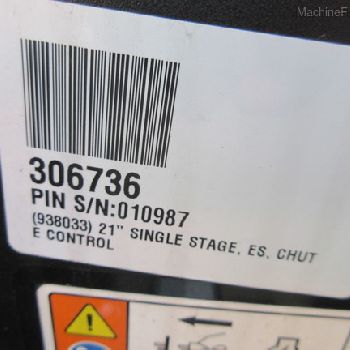 MachineF
306736
PIN S/N:010987
(938033) 21" SINGLE STAGE, ES, CHUT
E CONTROL